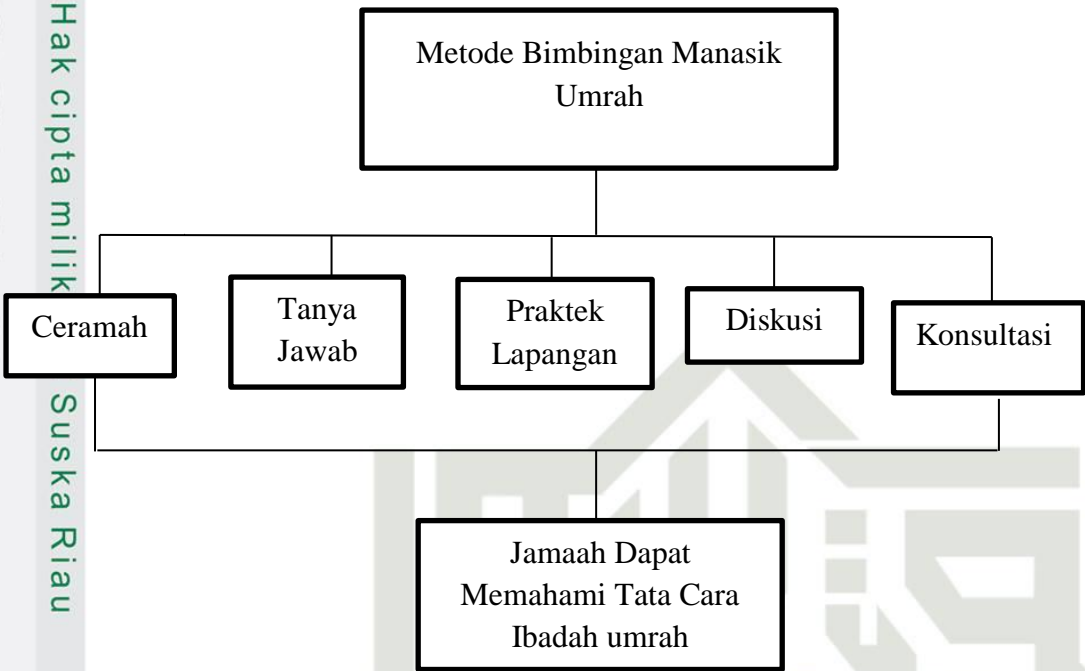 Hak cipta milik
Suska Riau
Metode Bimbingan Manasik
Umrah
Ceramah
Tanya
Jawab
Praktek
Lapangan
Diskusi
Konsultasi
Jamaah Dapat
Memahami Tata Cara
Ibadah umrah